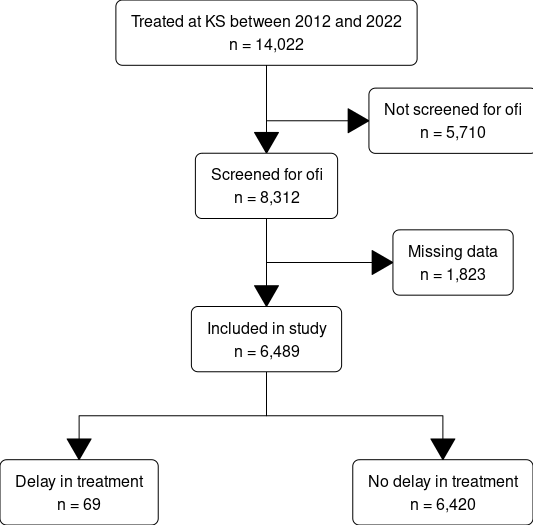 Treated at KS between 2012 and 2022
n = 14,022
Not screened for ofi
n = 5,710
Screened for ofi
n = 8,312
Missing data
n = 1,823
Included in study
n = 6,489
Delay in treatment
n = 69
No delay in treatment
n = 6,420